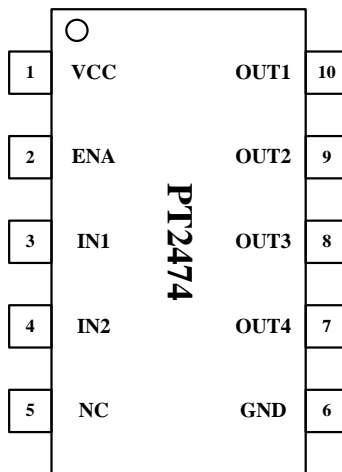 1 VCC OUT1 10
2 ENA OUT2 9
PT2474
3 IN1 OUT3 8
4 IN2 OUT4 7
5 NC GND 6